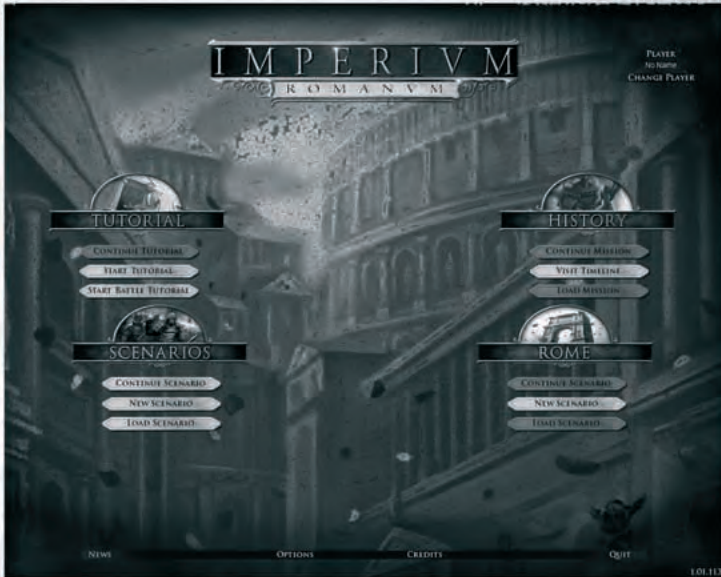 IMPERIVM
ROMANVM
PLAYER
No Name
CHANGE PLAYER
TUTORIAL
CONTINUE TUTORIAL
START TUTORIAL
START BATTLE TUTORIAL
HISTORY
CONTINUE MISSION
VISIT TIMELINE
LOAD MISSION
SCENARIOS
CONTINUE SCENARIO
NEW SCENARIO
LOAD SCENARIO
ROME
CONTINUE SCENARIO
NEW SCENARIO
LOAD SCENARIO
NEWS OPTIONS CREDITS QUIT